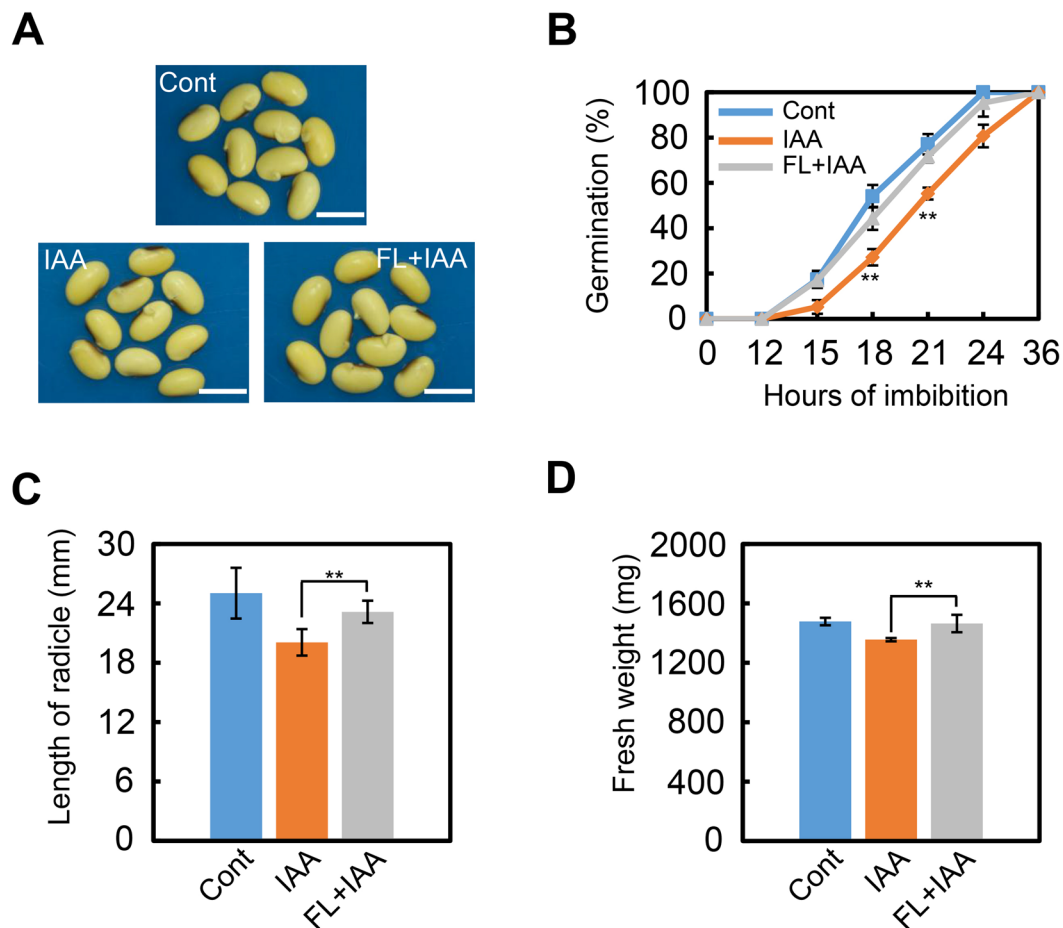 A
Cont
IAA
FL+IAA
B
Germination (%)
100
80
60
40
20
0
Cont
IAA
FL+IAA
**
**
0 12 15 18 21 24 36
Hours of imbibition
C
Length of radicle (mm)
30
24
18
12
6
0
**
Cont IAA FL+IAA
D
Fresh weight (mg)
2000
1600
1200
800
400
0
**
Cont IAA FL+IAA